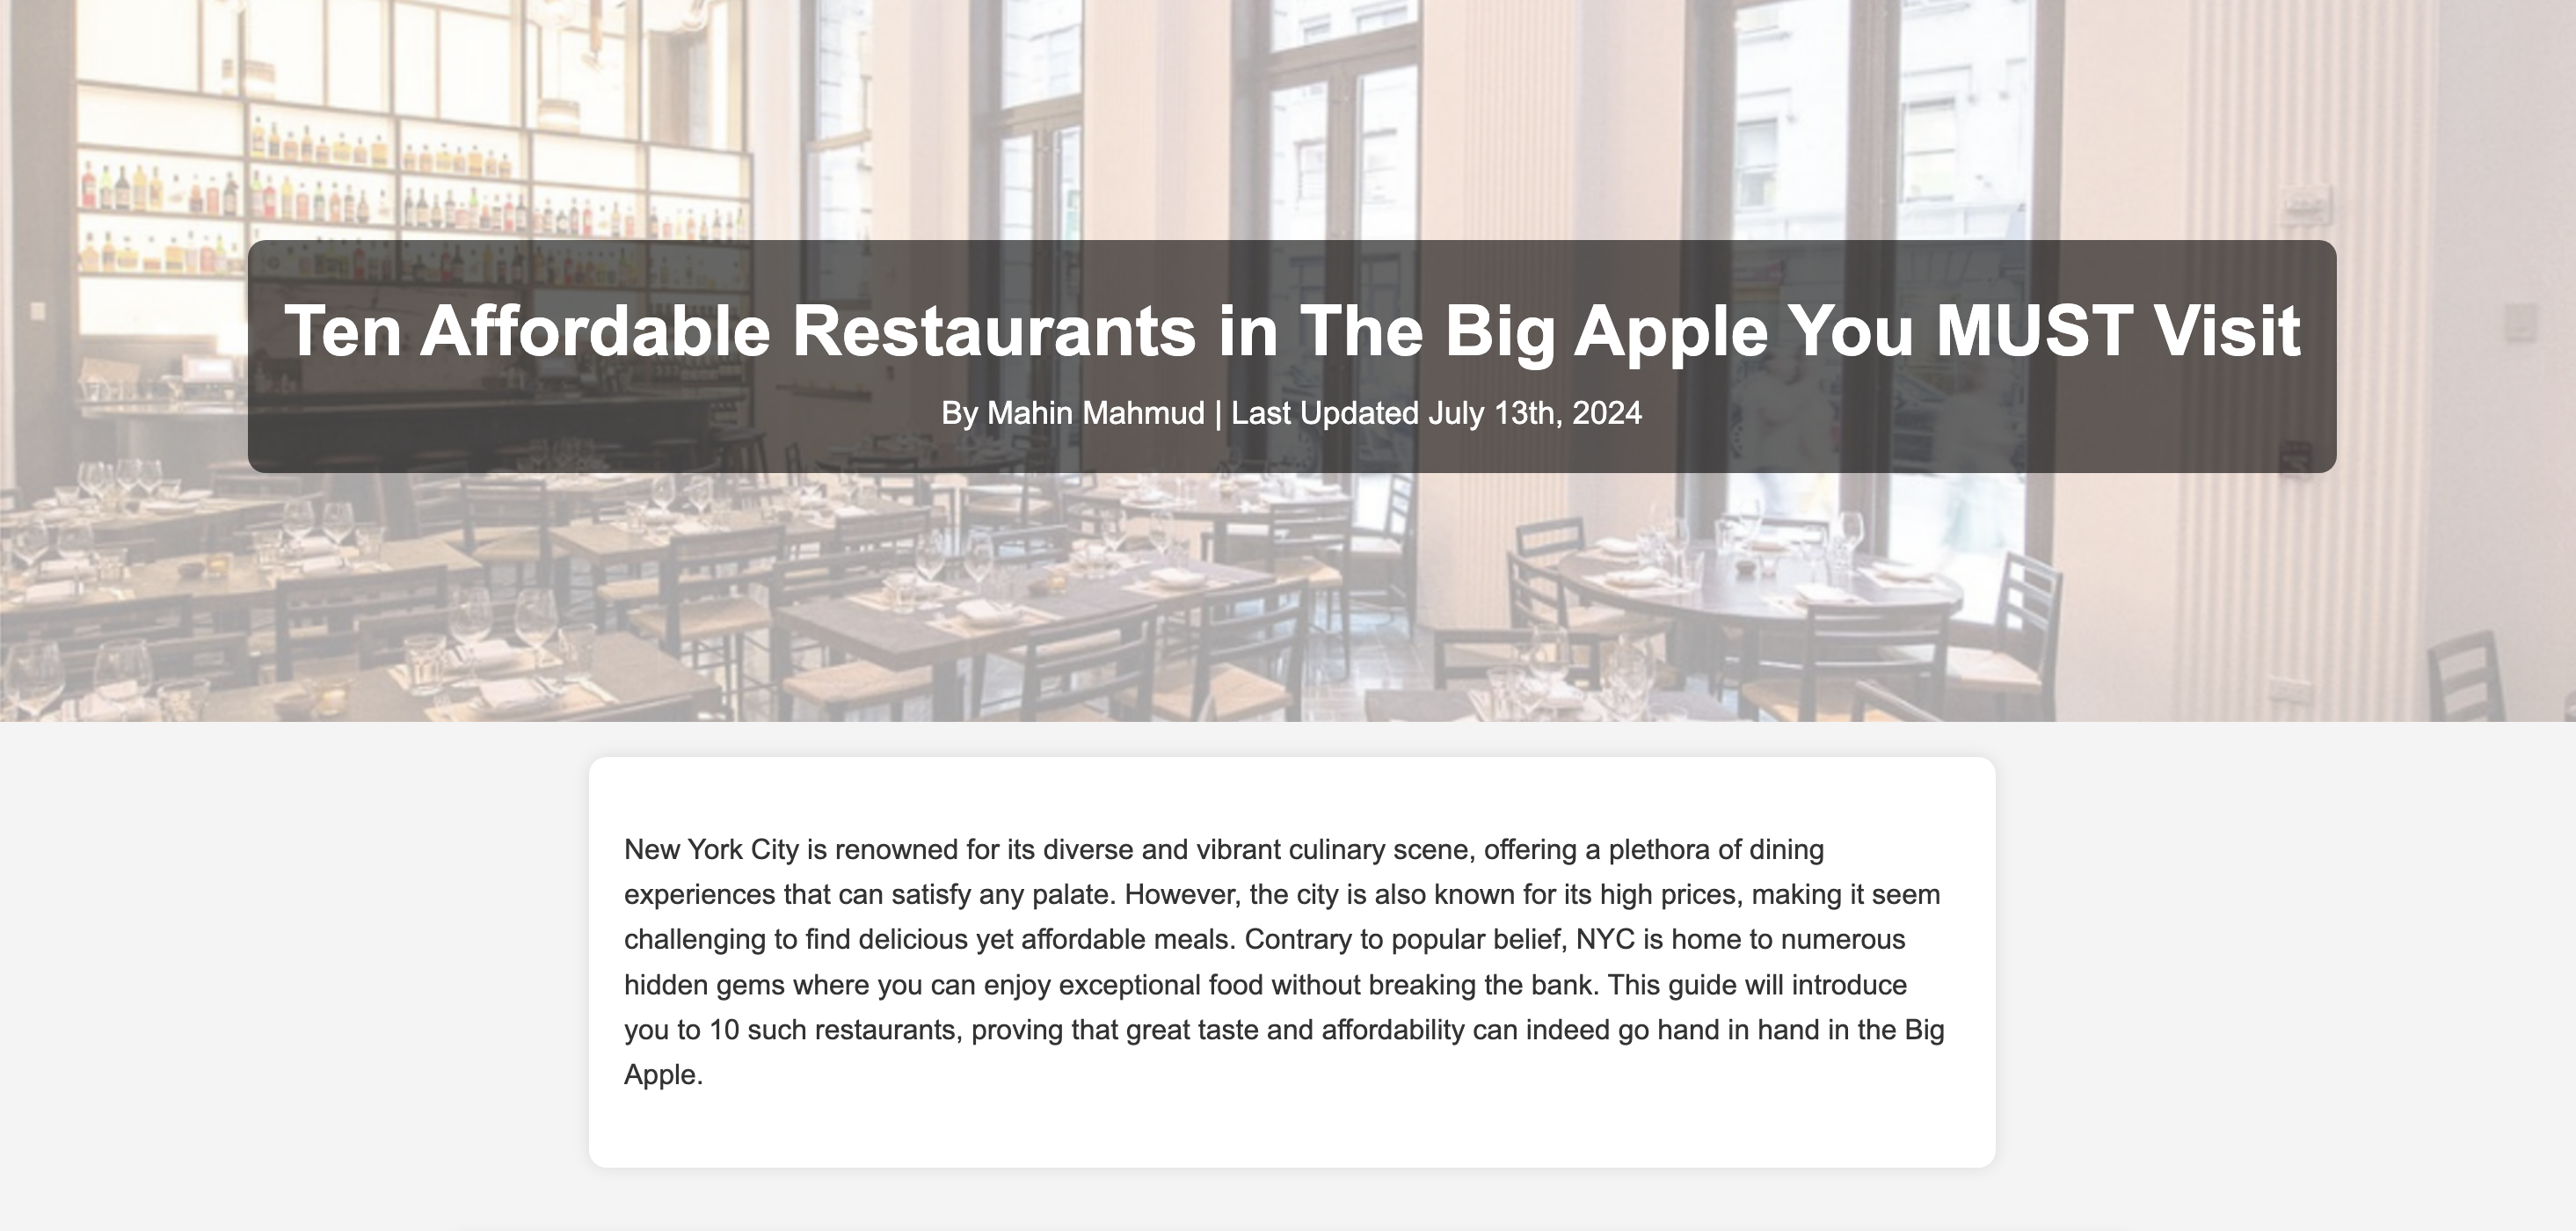 Ten Affordable Restaurants in The Big Apple You MUST Visit
By Mahin Mahmud | Last Updated July 13th, 2024
New York City is renowned for its diverse and vibrant culinary scene, offering a plethora of dining
experiences that can satisfy any palate. However, the city is also known for its high prices, making it seem
challenging to find delicious yet affordable meals. Contrary to popular belief, NYC is home to numerous
hidden gems where you can enjoy exceptional food without breaking the bank. This guide will introduce
you to 10 such restaurants, proving that great taste and affordability can indeed go hand in hand in the Big
Apple.